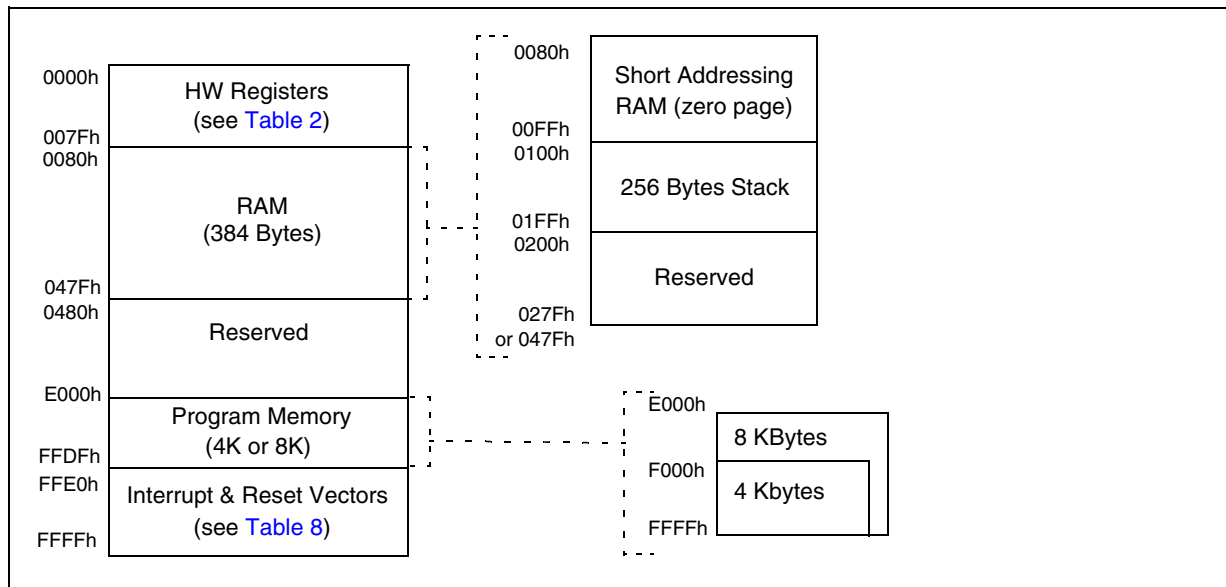 0000h
HW Registers
(see Table 2)
007Fh
0080h
RAM
(384 Bytes)
047Fh
0480h
Reserved
E000h
Program Memory
(4K or 8K)
FFDFh
FFE0h
Interrupt & Reset Vectors
(see Table 8)
FFFFh
0080h
Short Addressing
RAM (zero page)
00FFh
0100h
256 Bytes Stack
01FFh
0200h
Reserved
027Fh
or 047Fh
E000h
8 KBytes
F000h
4 Kbytes
FFFFh